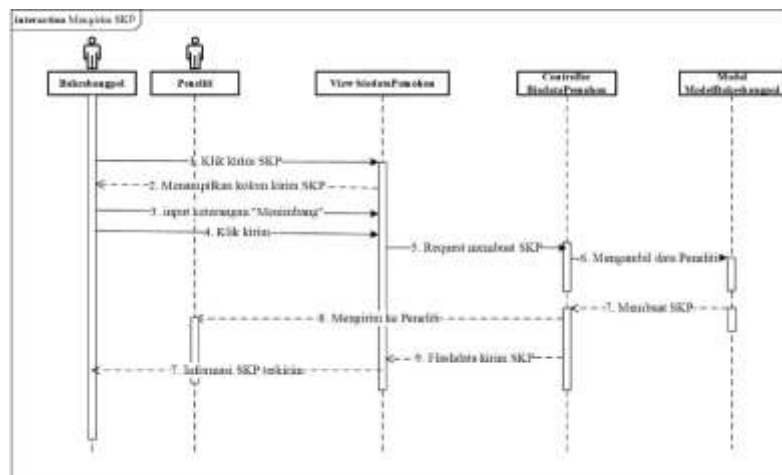 interaction Mengirim SKP
Bakesbangpol
Peneliti
View biodataPemohon
Controller
BiodataPemohon
Model
ModelBakesbangpol
1. Klik kirim SKP
2. Menampilkan kolom kirim SKP
3. input keterangan "Menimbang"
4. Klik kirim
5. Request membuat SKP
6. Mengambil data Peneliti
7. Membuat SKP
8. Mengirim ke Peneliti
9. Flashdata kirim SKP
7. Informasi SKP terkirim